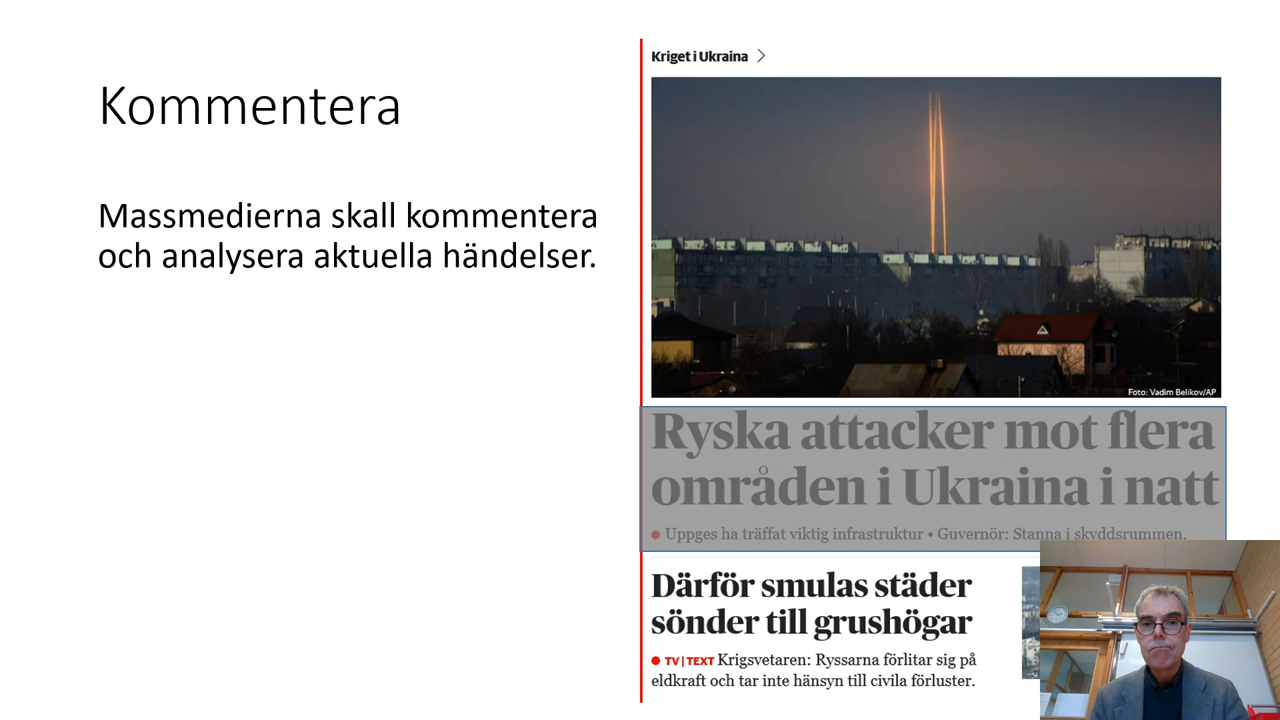 Kommentera
Massmedierna skall kommentera
och analysera aktuella händelser.
Kriget i Ukraina
Foto: Vadim Belikov/AP
Ryska attacker mot flera
områden i Ukraina i natt
Uppges ha träffat viktig infrastruktur • Guvernör: Stanna i skyddsrummen.
Därför smulas städer
sönder till grushögar
TV|TEXT Krigsvetaren: Ryssarna förlitar sig på
eldkraft och tar inte hänsyn till civila förluster.